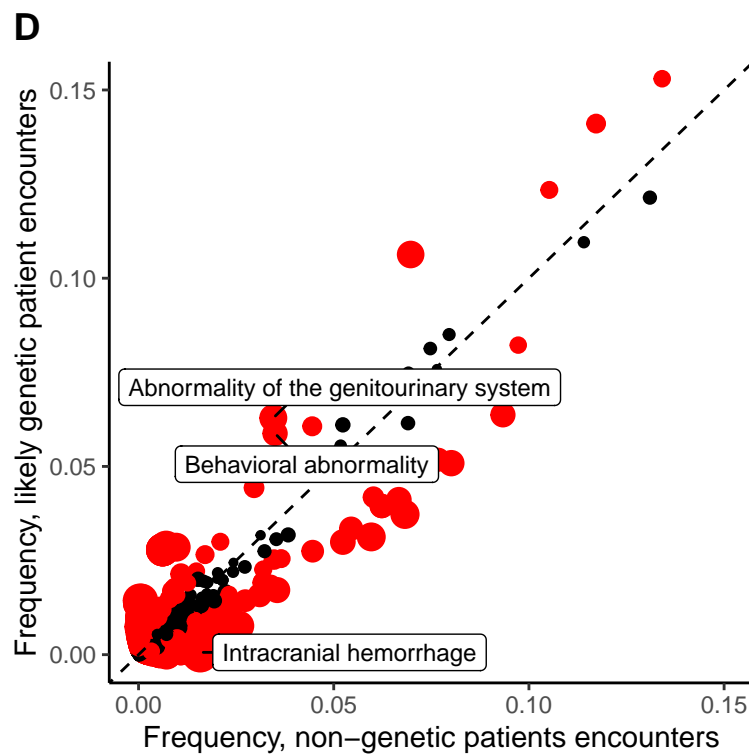 D
Frequency, likely genetic patient encounters
0.15
0.10
0.05
0.00
Abnormality of the genitourinary system
Behavioral abnormality
Intracranial hemorrhage
0.00
0.05
0.10
0.15
Frequency, non−genetic patients encounters